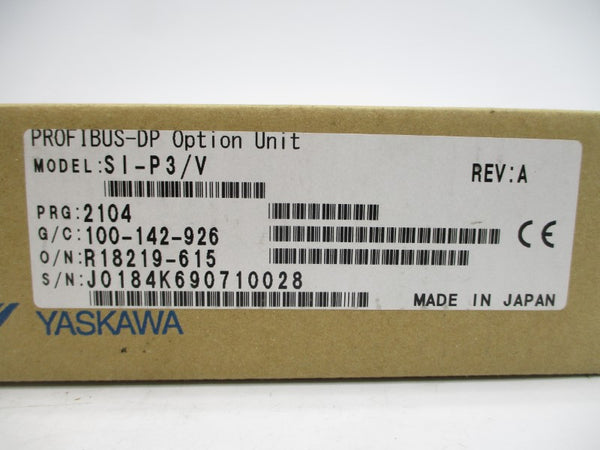 PROFIBUS-DP Option Unit
MODEL:SI-P3/V
REV:A
PRG:2104
G/C:100-142-926
CE
O/N:R18219-615
S/N:J0184K690710028
MADE IN JAPAN
YASKAWA